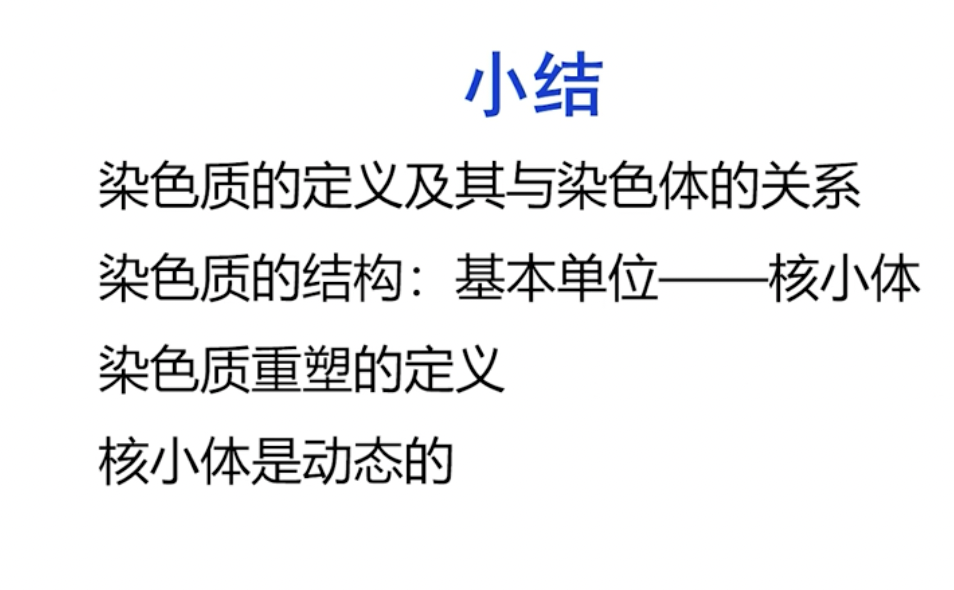 小结
染色质的定义及其与染色体的关系
染色质的结构：基本单位——核小体
染色质重塑的定义
核小体是动态的